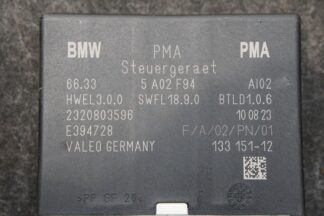 BMW PMA PMA
Steuergeraet
66.33 5 A02 F94 AI02
HWEL3.0.0 SWFL18.9.0 BTLD1.0.6
2320803596 10 08 23
E394728 F/A/02/PN/01
VALEO GERMANY 133 151-12